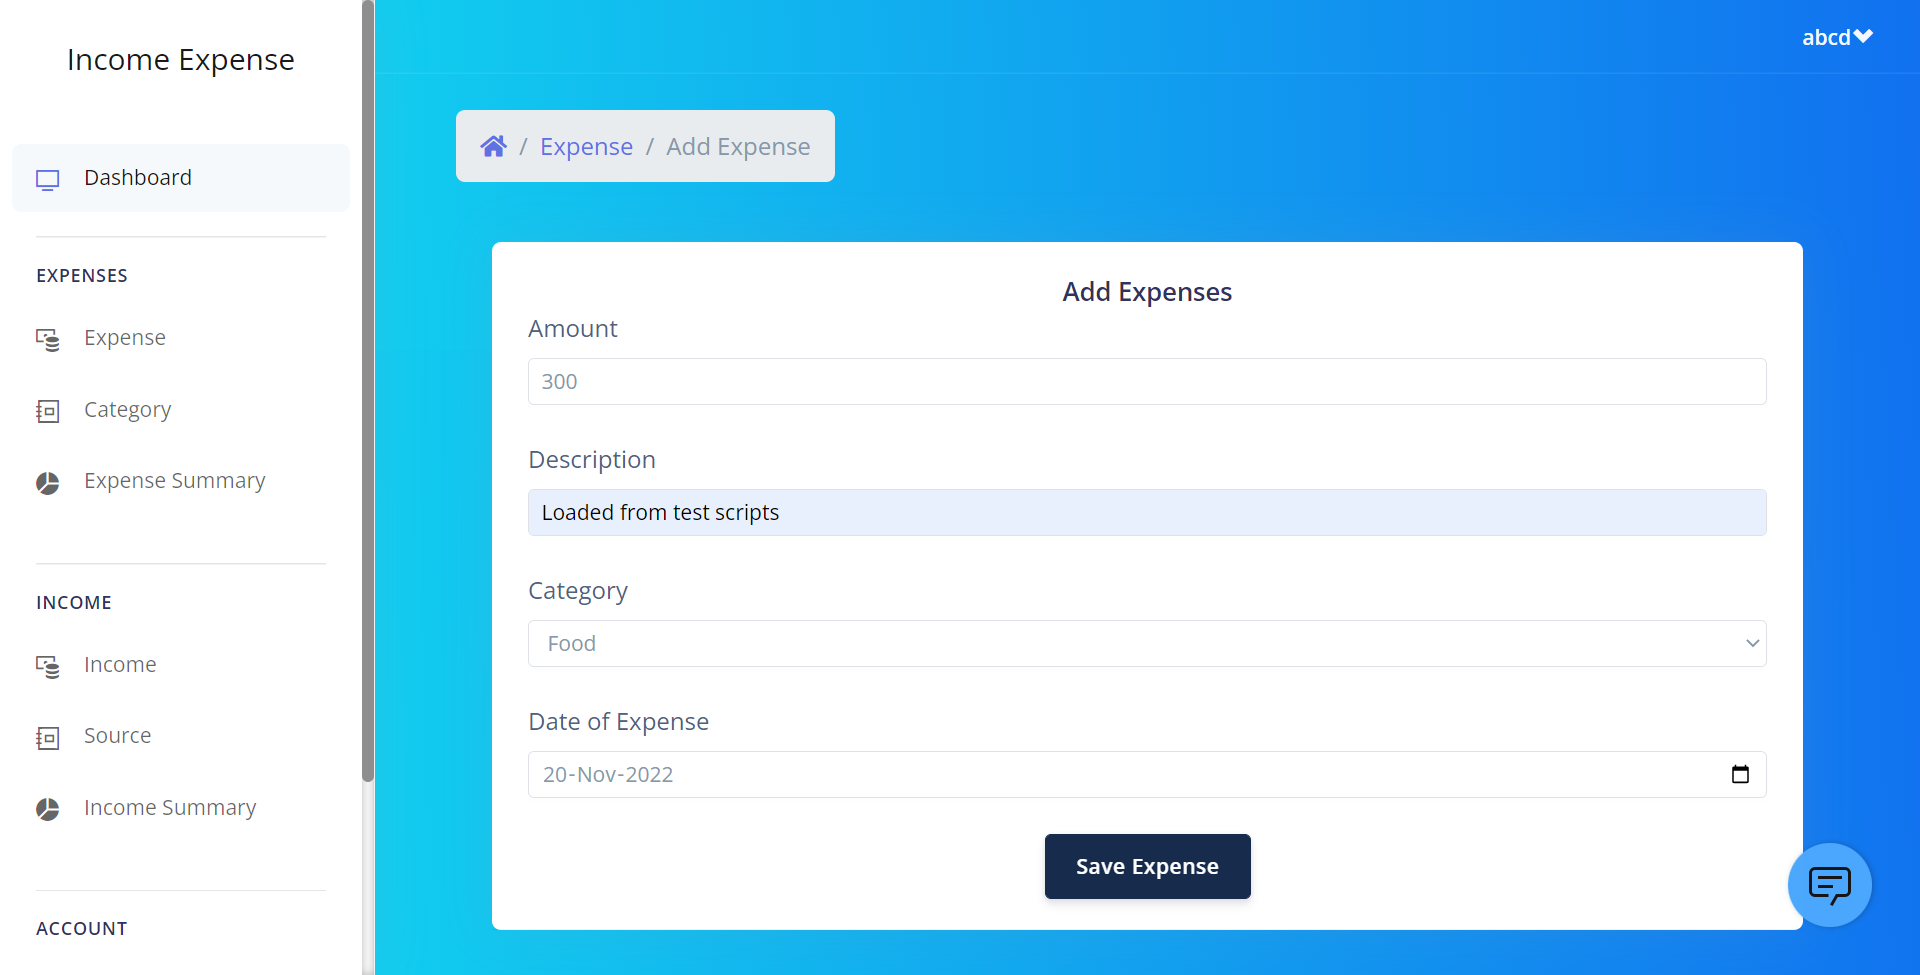 Income Expense
Dashboard
EXPENSES
Expense
Category
Expense Summary
INCOME
Income
Source
Income Summary
ACCOUNT
abcd
/ Expense / Add Expense
Add Expenses
Amount
300
Description
Loaded from test scripts
Category
Food
Date of Expense
20-Nov-2022
Save Expense